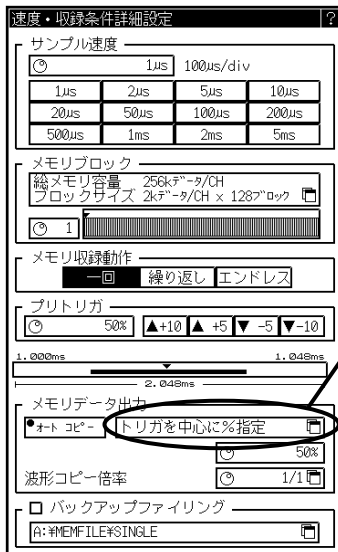 速度・収録条件詳細設定 ?
サンプル速度
1μs 100μs/div
1μs 2μs 5μs 10μs
20μs 50μs 100μs 200μs
500μs 1ms 2ms 5ms
メモリブロック
総メモリ容量 256kデータ/CH
ブロックサイズ 2kデータ/CH × 128ブロック
1
メモリ収録動作
一回 繰り返し エンドレス
プリトリガ
50% ▲+10 ▲ +5 ▼ -5 ▼-10
1.000ms 1.048ms
2.048ms
メモリデータ出力
オート コピー トリガを中心に%指定
50%
波形コピー倍率 1/1
バックアップファイリング
A:¥MEMFILE¥SINGLE